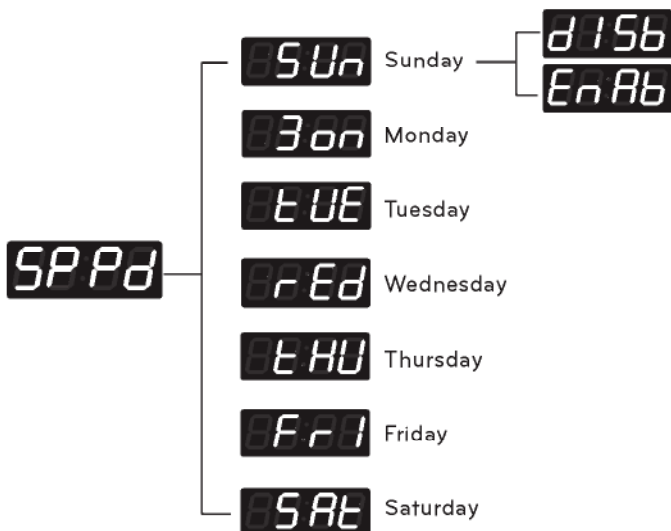 SPPd
SUn Sunday
dISb
EnAb
3on Monday
tUE Tuesday
rEd Wednesday
tHU Thursday
FrI Friday
SAt Saturday